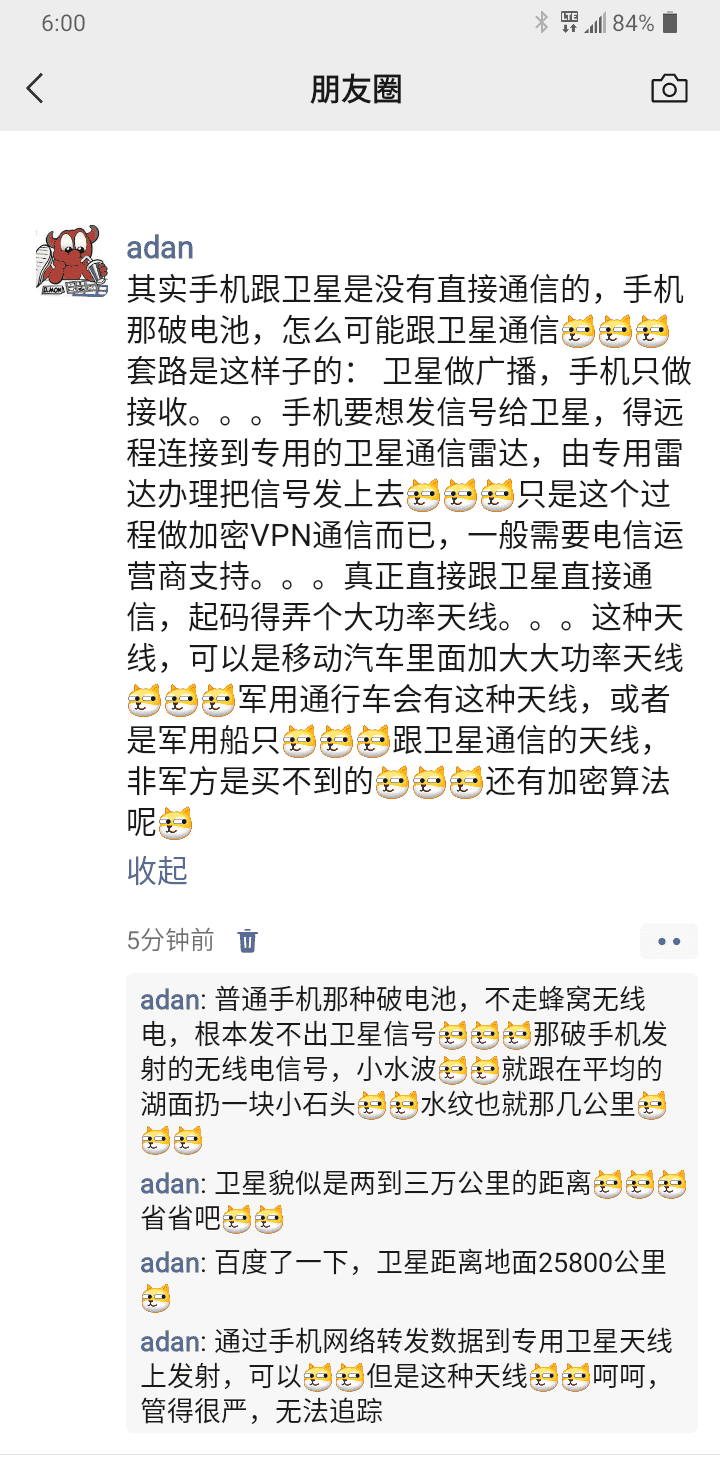 6:00
LTE
84%
朋友圈
adan
其实手机跟卫星是没有直接通信的，手机
那破电池，怎么可能跟卫星通信
套路是这样子的： 卫星做广播，手机只做
接收。。。手机要想发信号给卫星，得远
程连接到专用的卫星通信雷达，由专用雷
达办理把信号发上去只是这个过
程做加密VPN通信而已，一般需要电信运
营商支持。。。真正直接跟卫星直接通
信，起码得弄个大功率天线。。。这种天
线，可以是移动汽车里面加大大功率天线
军用通行车会有这种天线，或者
是军用船只跟卫星通信的天线，
非军方是买不到的还有加密算法
呢
收起
5分钟前
adan: 普通手机那种破电池，不走蜂窝无线
电，根本发不出卫星信号那破手机发
射的无线电信号，小水波就跟在平均的
湖面扔一块小石头水纹也就那几公里
adan: 卫星貌似是两到三万公里的距离
省省吧
adan: 百度了一下，卫星距离地面25800公里
adan: 通过手机网络转发数据到专用卫星天线
上发射，可以但是这种天线呵呵，
管得很严，无法追踪